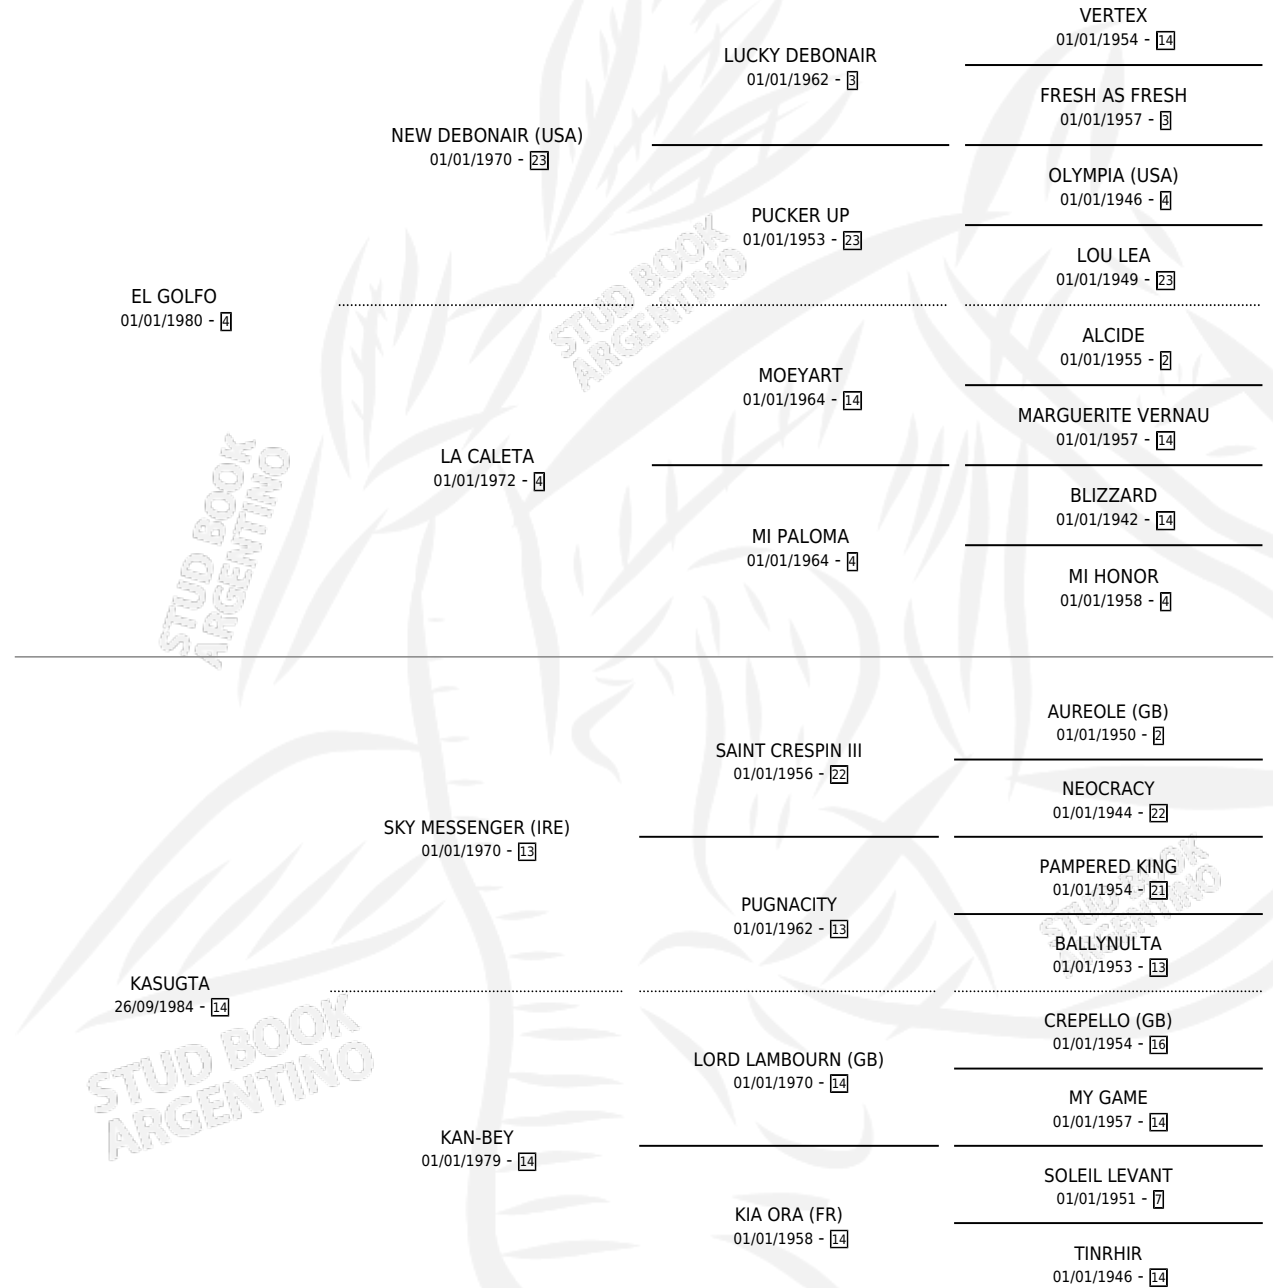 VERTEX
01/01/1954 - 14
LUCKY DEBONAIR
01/01/1962 - 3
FRESH AS FRESH
01/01/1957 - 3
NEW DEBONAIR (USA)
01/01/1970 - 23
OLYMPIA (USA)
01/01/1946 - 4
PUCKER UP
01/01/1953 - 23
LOU LEA
01/01/1949 - 23
EL GOLFO
01/01/1980 - 4
ALCIDE
01/01/1955 - 2
MOEYART
01/01/1964 - 14
MARGUERITE VERNAU
01/01/1957 - 14
LA CALETA
01/01/1972 - 4
BLIZZARD
01/01/1942 - 14
MI PALOMA
01/01/1964 - 4
MI HONOR
01/01/1958 - 4
STUD BOOK
ARGENTINO
STUD BOOK
ARGENTINO
AUREOLE (GB)
01/01/1950 - 2
SAINT CRESPIN III
01/01/1956 - 22
NEOCRACY
01/01/1944 - 22
SKY MESSENGER (IRE)
01/01/1970 - 13
PAMPERED KING
01/01/1954 - 21
PUGNACITY
01/01/1962 - 13
BALLYNULTA
01/01/1953 - 13
STUD BOOK
ARGENTINO
KASUGTA
26/09/1984 - 14
CREPELLO (GB)
01/01/1954 - 16
LORD LAMBOURN (GB)
01/01/1970 - 14
MY GAME
01/01/1957 - 14
STUD BOOK
ARGENTINO
KAN-BEY
01/01/1979 - 14
SOLEIL LEVANT
01/01/1951 - 7
KIA ORA (FR)
01/01/1958 - 14
TINRHIR
01/01/1946 - 14